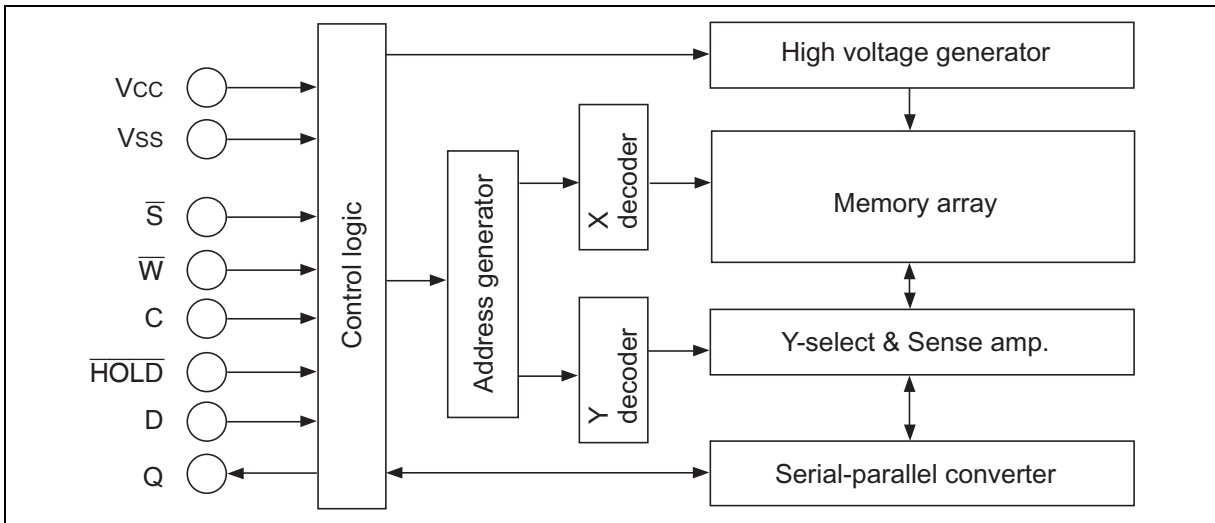 VCC
VSS
S̅
W̅
C
H̅O̅L̅D̅
D
Q
Control logic
Address generator
X
decoder
Y
decoder
High voltage generator
Memory array
Y-select & Sense amp.
Serial-parallel converter